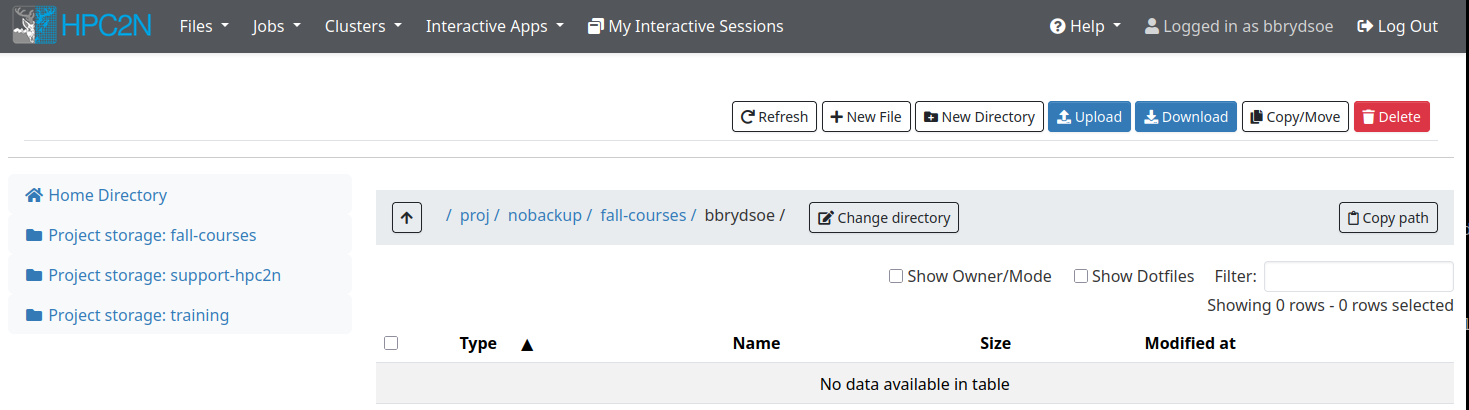 HPC2N Files Jobs Clusters Interactive Apps My Interactive Sessions Help Logged in as bbrydsoe Log Out
Refresh New File New Directory Upload Download Copy/Move Delete
Home Directory
Project storage: fall-courses
Project storage: support-hpc2n
Project storage: training
/ proj / nobackup / fall-courses / bbrydsoe / Change directory Copy path
Show Owner/Mode Show Dotfiles Filter:
Showing 0 rows - 0 rows selected
Type ▲ Name Size Modified at
No data available in table